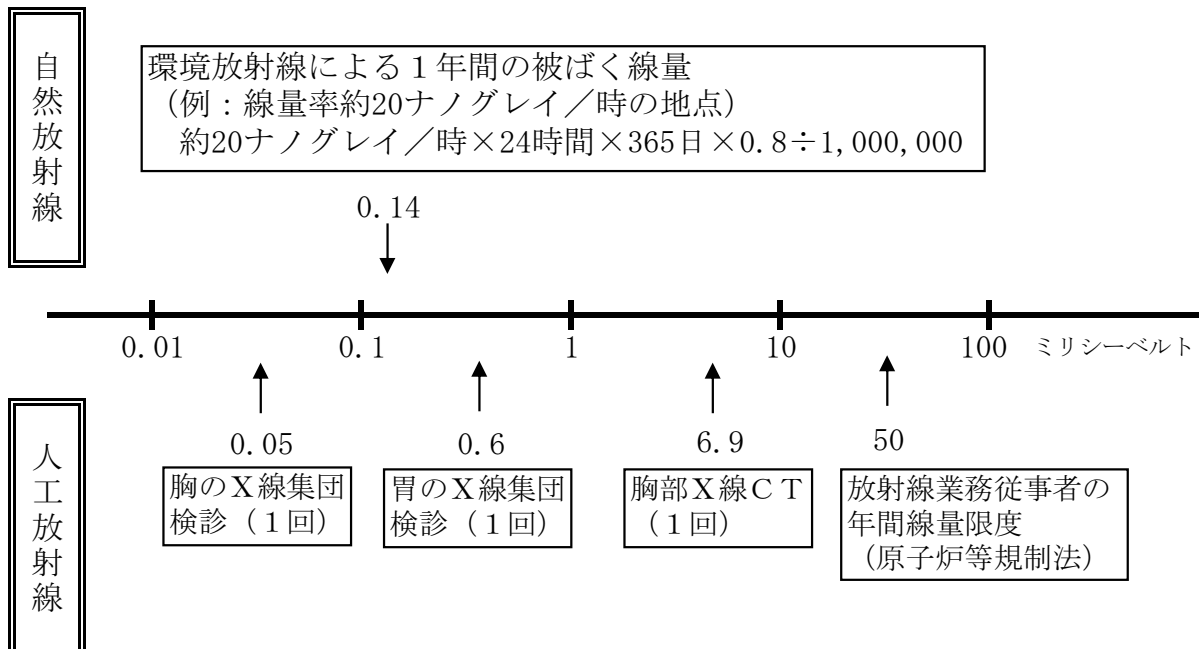 自然放射線
環境放射線による１年間の被ばく線量
（例：線量率約20ナノグレイ／時の地点）
約20ナノグレイ／時×24時間×365日×0.8÷1,000,000
0.14
0.01 0.1 1 10 100 ミリシーベルト
人工放射線
0.05 0.6 6.9 50
胸のＸ線集団
検診（１回）
胃のＸ線集団
検診（１回）
胸部Ｘ線ＣＴ
（１回）
放射線業務従事者の
年間線量限度
（原子炉等規制法）